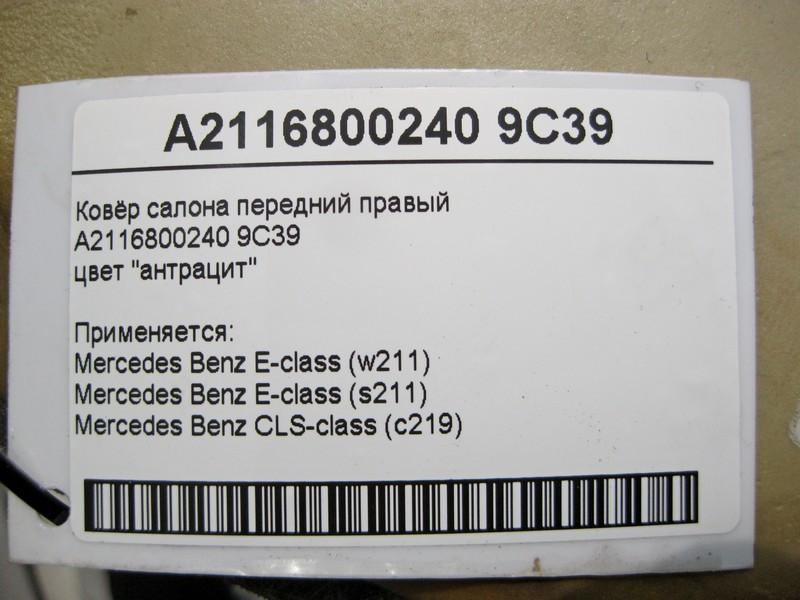 A2116800240 9C39
Ковёр салона передний правый
A2116800240 9C39
цвет "антрацит"
Применяется:
Mercedes Benz E-class (w211)
Mercedes Benz E-class (s211)
Mercedes Benz CLS-class (c219)